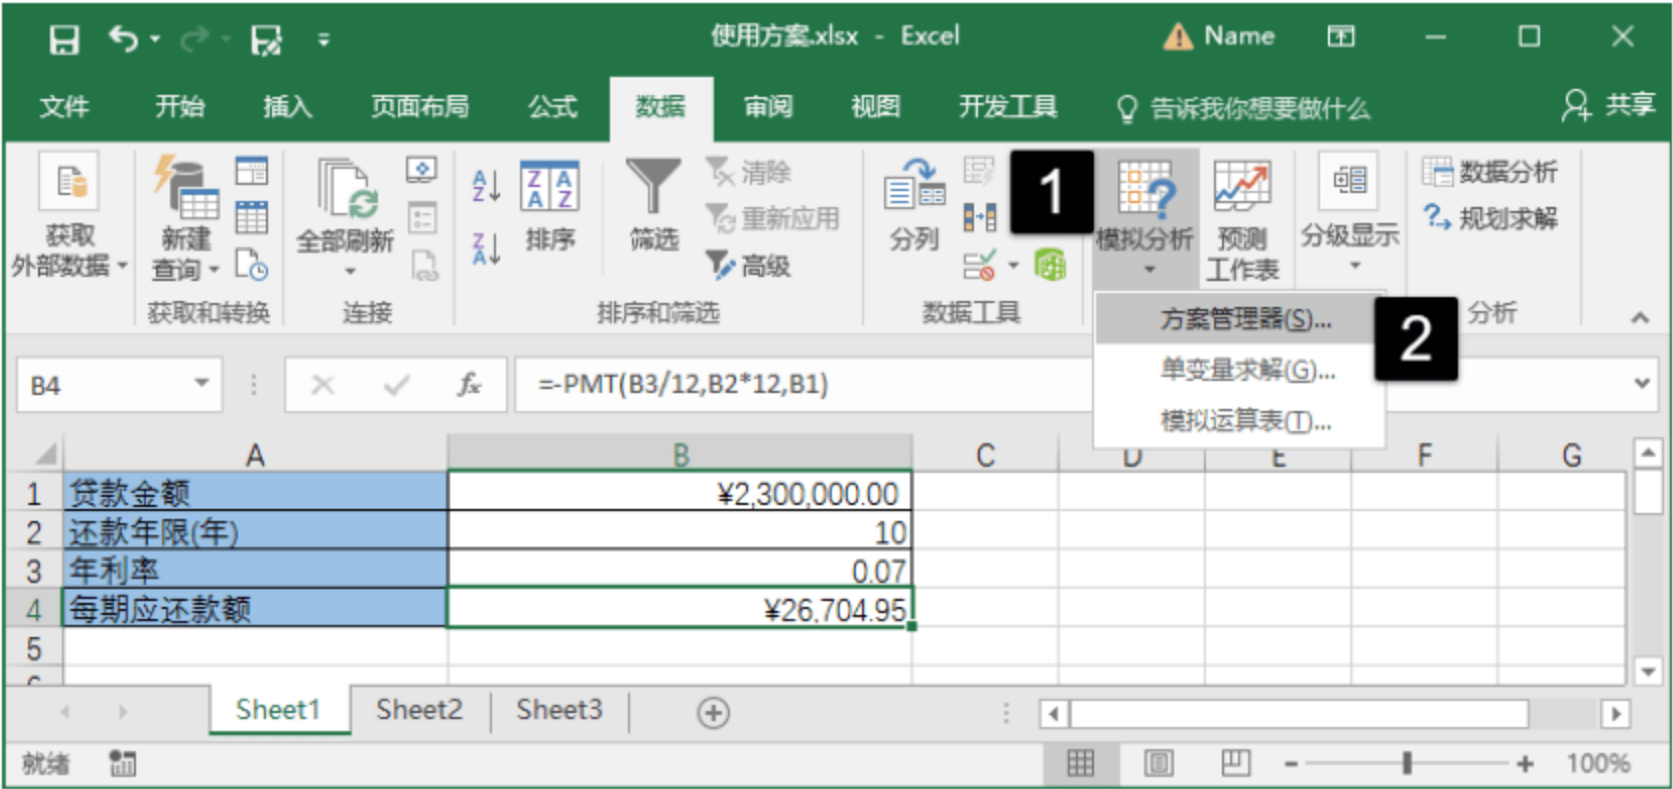 使用方案.xlsx - Excel
Name
文件 开始 插入 页面布局 公式 数据 审阅 视图 开发工具 告诉我你想要做什么 共享
获取
外部数据
新建
查询
获取和转换
全部刷新
连接
排序
筛选
清除
重新应用
高级
排序和筛选
分列
数据工具
1
模拟分析
预测
工作表
分级显示
数据分析
规划求解
分析
方案管理器(S)...
2
单变量求解(G)...
模拟运算表(T)...
B4 fx =-PMT(B3/12,B2*12,B1)
A B C D E F G
1 贷款金额 ¥2,300,000.00
2 还款年限(年) 10
3 年利率 0.07
4 每期应还款额 ¥26,704.95
5
6
Sheet1 Sheet2 Sheet3
就绪 100%